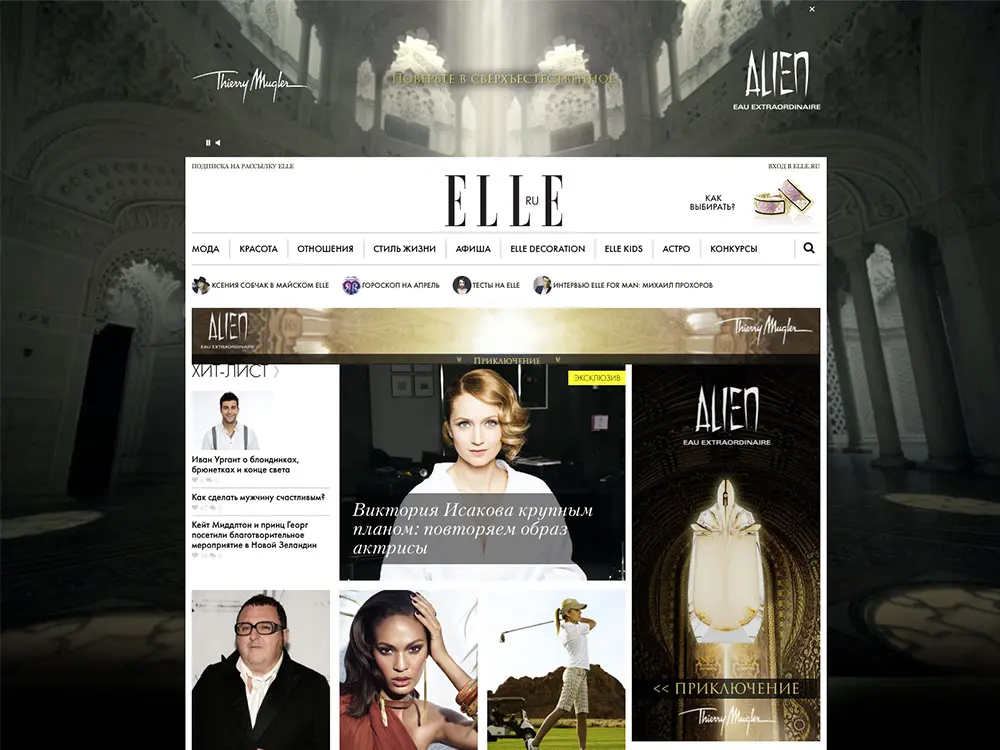 Thierry Mugler
ПОВЕРЬТЕ В СВЕРХЪЕСТЕСТВЕННОЕ
ALIEN
EAU EXTRAORDINAIRE
ПОДПИСКА НА РАССЫЛКУ ELLE
ВХОД В ELLE.RU
ELLE
RU
КАК
ВЫБИРАТЬ?
МОДА
КРАСОТА
ОТНОШЕНИЯ
СТИЛЬ ЖИЗНИ
АФИША
ELLE DECORATION
ELLE KIDS
АСТРО
КОНКУРСЫ
КСЕНИЯ СОБЧАК В МАЙСКОМ ELLE
ГОРОСКОП НА АПРЕЛЬ
ТЕСТЫ НА ELLE
ИНТЕРВЬЮ ELLE FOR MAN: МИХАИЛ ПРОХОРОВ
ALIEN
EAU EXTRAORDINAIRE
Thierry Mugler
ПРИКЛЮЧЕНИЕ
ХИТ-ЛИСТ
Иван Ургант о блондинках,
брюнетках и конце света
Как сделать мужчину счастливым?
Кейт Миддлтон и принц Георг
посетили благотворительное
мероприятие в Новой Зеландии
ЭКСКЛЮЗИВ
Виктория Исакова крупным
планом: повторяем образ
актрисы
ALIEN
EAU EXTRAORDINAIRE
<< ПРИКЛЮЧЕНИЕ
Thierry Mugler